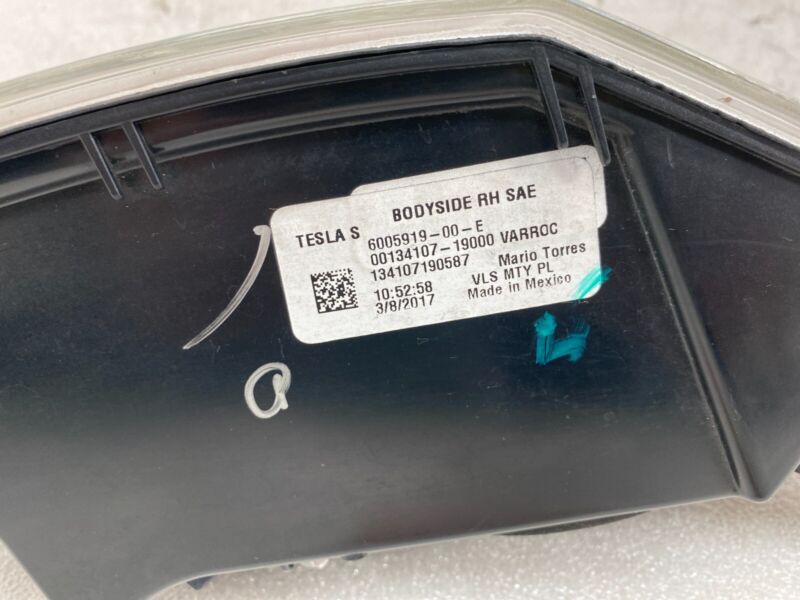 TESLA S BODYSIDE RH SAE
6005919-00-E
00134107-19000 VARROC
134107190587 Mario Torres
10:52:58 VLS MTY PL
3/8/2017 Made in Mexico